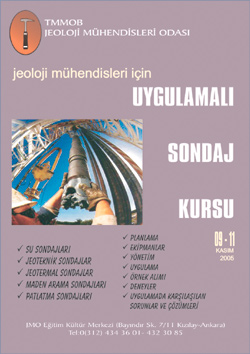 TMMOB
JEOLOJİ MÜHENDİSLERİ ODASI
jeoloji mühendisleri için
UYGULAMALI
SONDAJ
KURSU
09 - 11
KASIM
2006
✓ SU SONDAJLARI
✓ JEOTEKNİK SONDAJLAR
✓ JEOTERMAL SONDAJLAR
✓ MADEN ARAMA SONDAJLARI
✓ PATLATMA SONDAJLARI
✓ PLANLAMA
✓ EKİPMANLAR
✓ YÖNETİM
✓ UYGULAMA
✓ ÖRNEK ALIMI
✓ DENEYLER
✓ UYGULAMADA KARŞILAŞILAN
SORUNLAR VE ÇÖZÜMLERİ
JMO Eğitim Kültür Merkezi (Bayındır Sk. 7/11 Kızılay-Ankara)
Tel:0(312) 434 36 01- 432 30 85